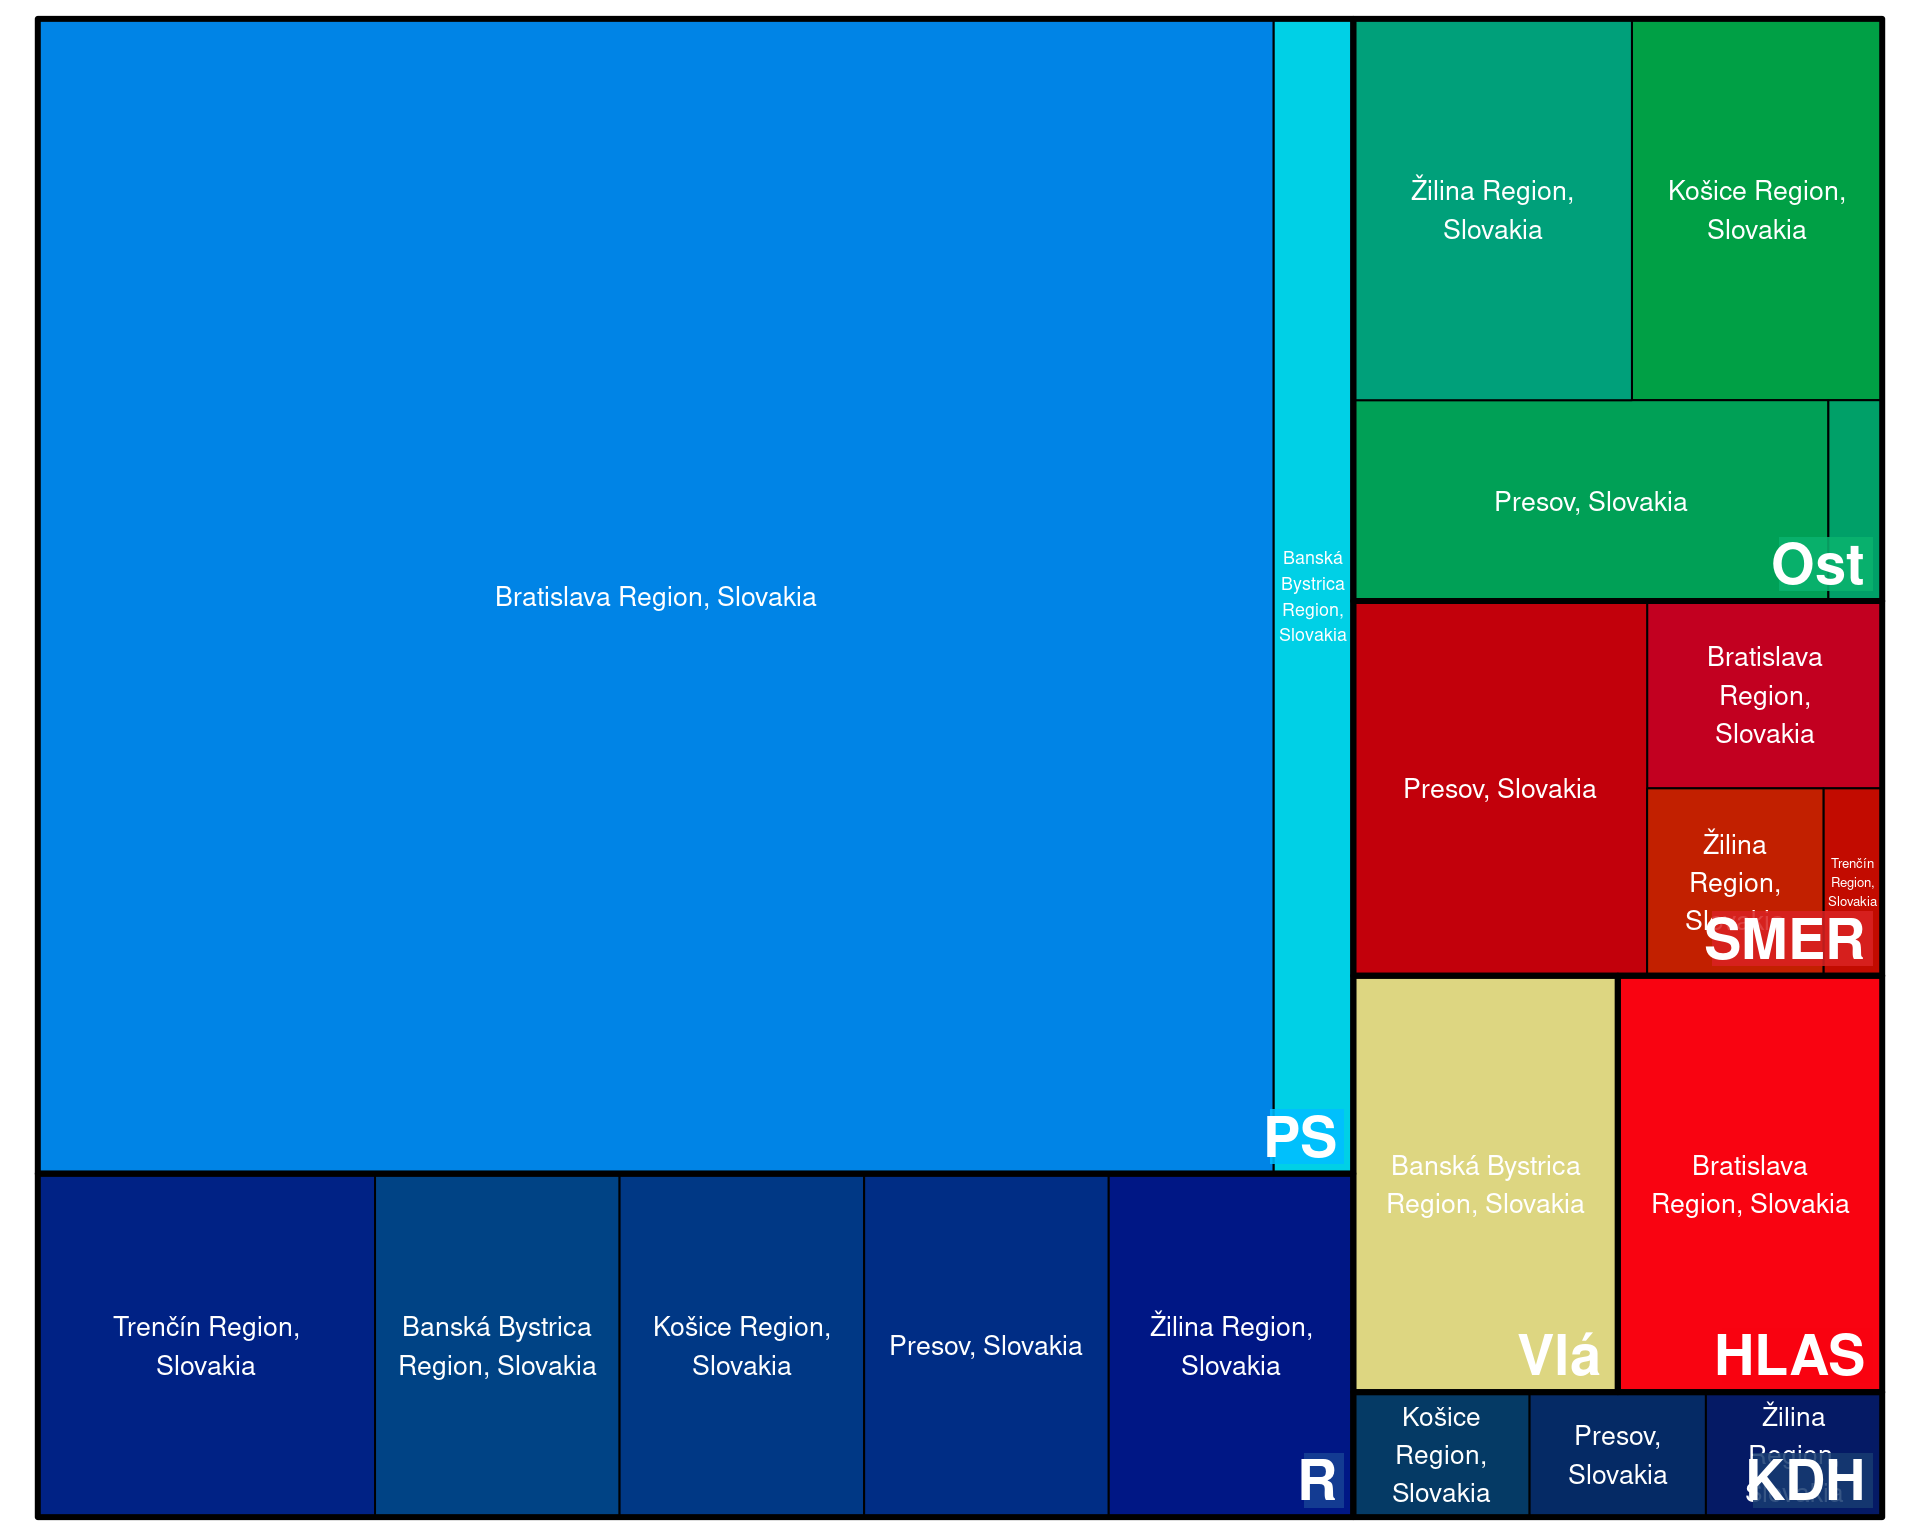 Bratislava Region, Slovakia
Banská
Bystrica
Region,
Slovakia
PS
Trenčín Region,
Slovakia
Banská Bystrica
Region, Slovakia
Košice Region,
Slovakia
Presov, Slovakia
Žilina Region,
Slovakia
R
Žilina Region,
Slovakia
Košice Region,
Slovakia
Presov, Slovakia
Ost
Presov, Slovakia
Bratislava
Region,
Slovakia
Žilina
Region,
Slovakia
Trenčín
Region,
Slovakia
SMER
Banská Bystrica
Region, Slovakia
Vlá
Bratislava
Region, Slovakia
HLAS
Košice
Region,
Slovakia
Presov,
Slovakia
Žilina
Region,
Slovakia
KDH